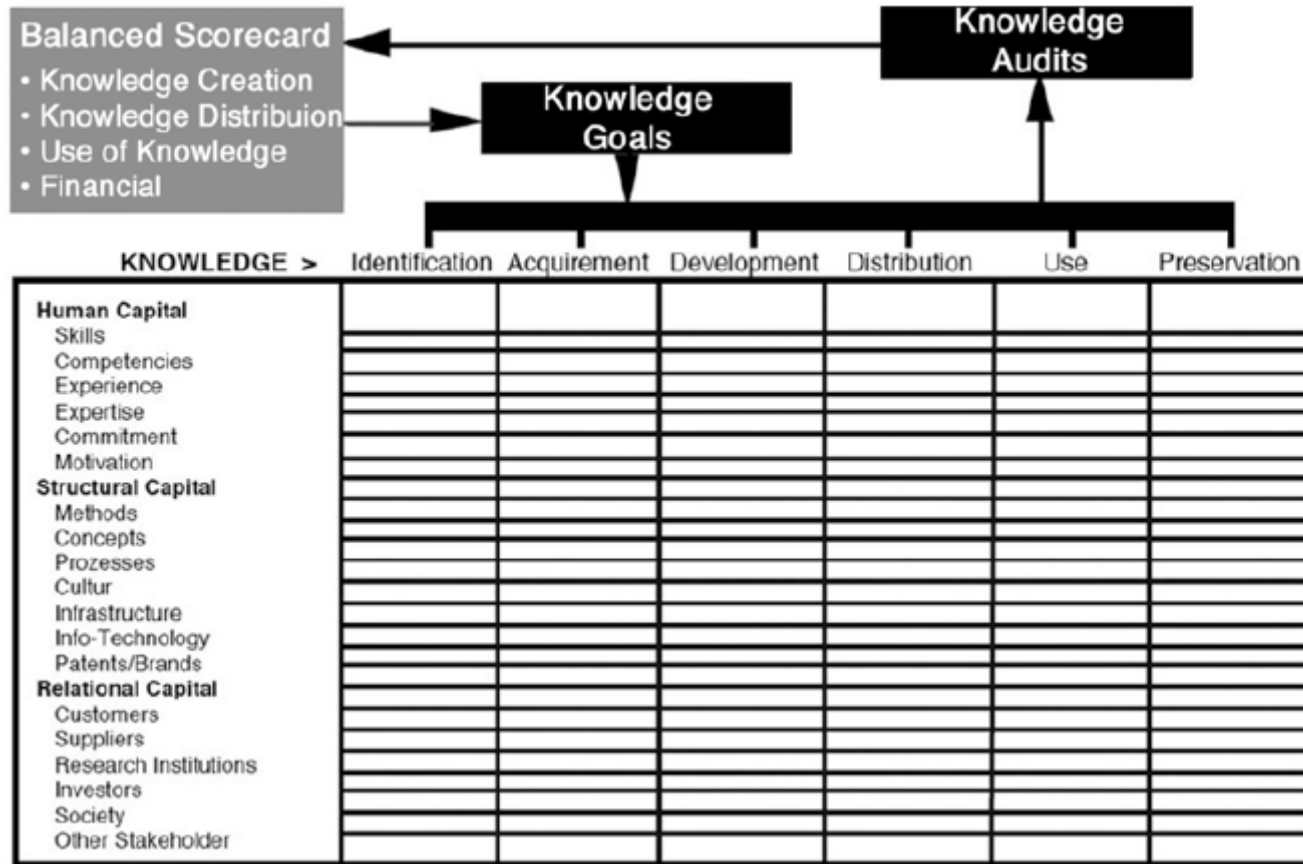 Balanced Scorecard
• Knowledge Creation
• Knowledge Distribuion
• Use of Knowledge
• Financial
Knowledge
Audits
Knowledge
Goals
KNOWLEDGE > Identification Acquirement Development Distribution Use Preservation
Human Capital
Skills
Competencies
Experience
Expertise
Commitment
Motivation
Structural Capital
Methods
Concepts
Prozesses
Cultur
Infrastructure
Info-Technology
Patents/Brands
Relational Capital
Customers
Suppliers
Research Institutions
Investors
Society
Other Stakeholder